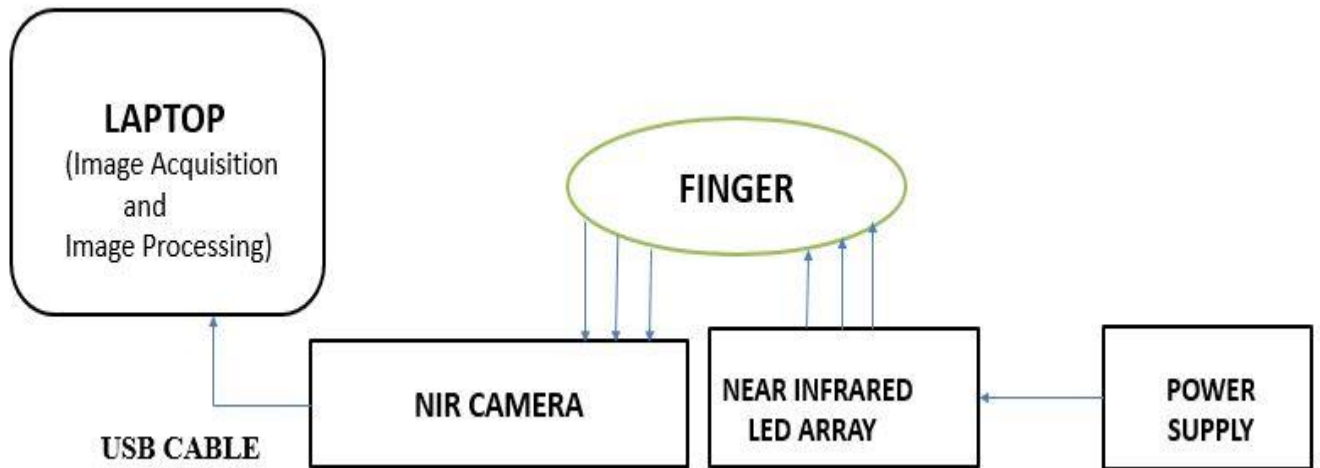 LAPTOP
(Image Acquisition
and
Image Processing)
FINGER
NIR CAMERA
NEAR INFRARED
LED ARRAY
POWER
SUPPLY
USB CABLE